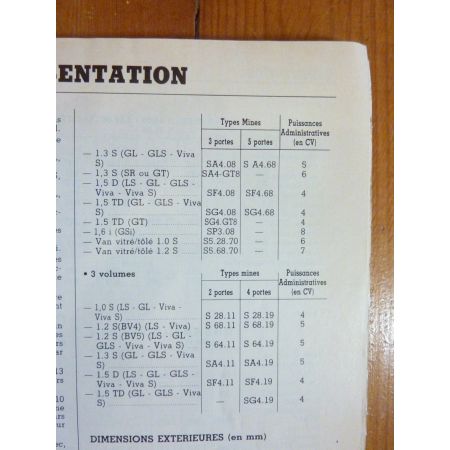 SENTATION
Types Mines
Puissances
Administratives
(en CV)
3 portes 5 portes
— 1.3 S (GL - GLS - Viva
S) SA4.08 S A4.68 5
— 1,3 S (SR ou GT) SA4-GT8 — 6
— 1,5 D (LS - GL - GLS -
Viva - Viva S) SF4.08 SF4.68 4
— 1.5 TD (GL - GLS - Viva
S) SG4.08 SG4.68 4
— 1.5 TD (GT) SG4.GT8 — 4
— 1,6 i (GSi) SP3.08 — 8
— Van vitré/tôlé 1.0 S S5.28.70 — 6
— Van vitré/tôlé 1.2 S S5.68.70 — 7
• 3 volumes
Types mines
Puissances
Administratives
(en CV)
2 portes 4 portes
— 1,0 S (LS - GL - Viva -
Viva S) S 28.11 S 28.19 4
- 1.2 S(BV4) (LS - Viva) S 68.11 S 68.19 5
- 1.2 S (BV5) (LS - GL -
GLS - Viva - Viva S) S 64.11 S 64.19 5
— 1.3 S (GL - GLS - Viva -
Viva S) SA4.11 SA4.19 5
— 1.5 D (LS - GL - GLS -
Viva - Viva S) SF4.11 SF4.19 4
— 1.5 TD (GL - GLS - Viva
S) — SG4.19 4
DIMENSIONS EXTERIEURES (en mm)